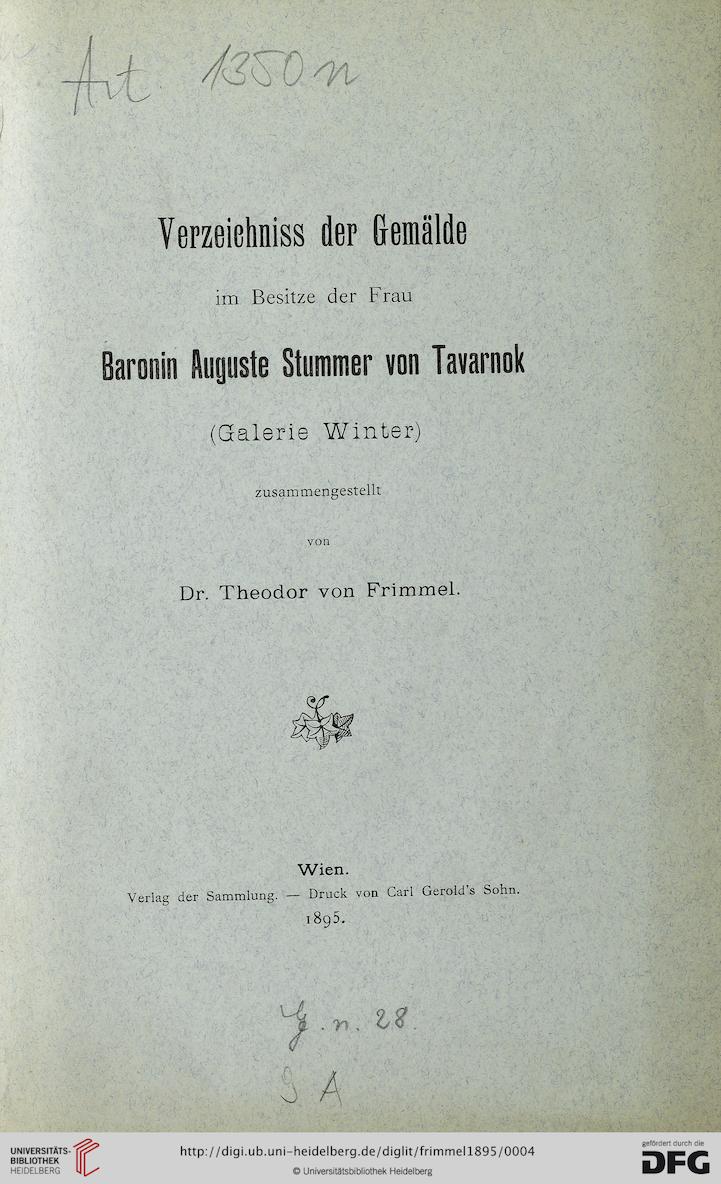 Art 1350 n
Verzeichniss der Gemälde
im Besitze der Frau
Baronin Auguste Stummer von Tavarnok
(Galerie Winter)
zusammengestellt
von
Dr. Theodor von Frimmel.
Wien.
Verlag der Sammlung. — Druck von Carl Gerold's Sohn.
1895.
n. 28.
A
UNIVERSITÄTS-
BIBLIOTHEK
HEIDELBERG
http://digi.ub.uni-heidelberg.de/diglit/frimmel1895/0004
© Universitätsbibliothek Heidelberg
gefördert durch die
DFG